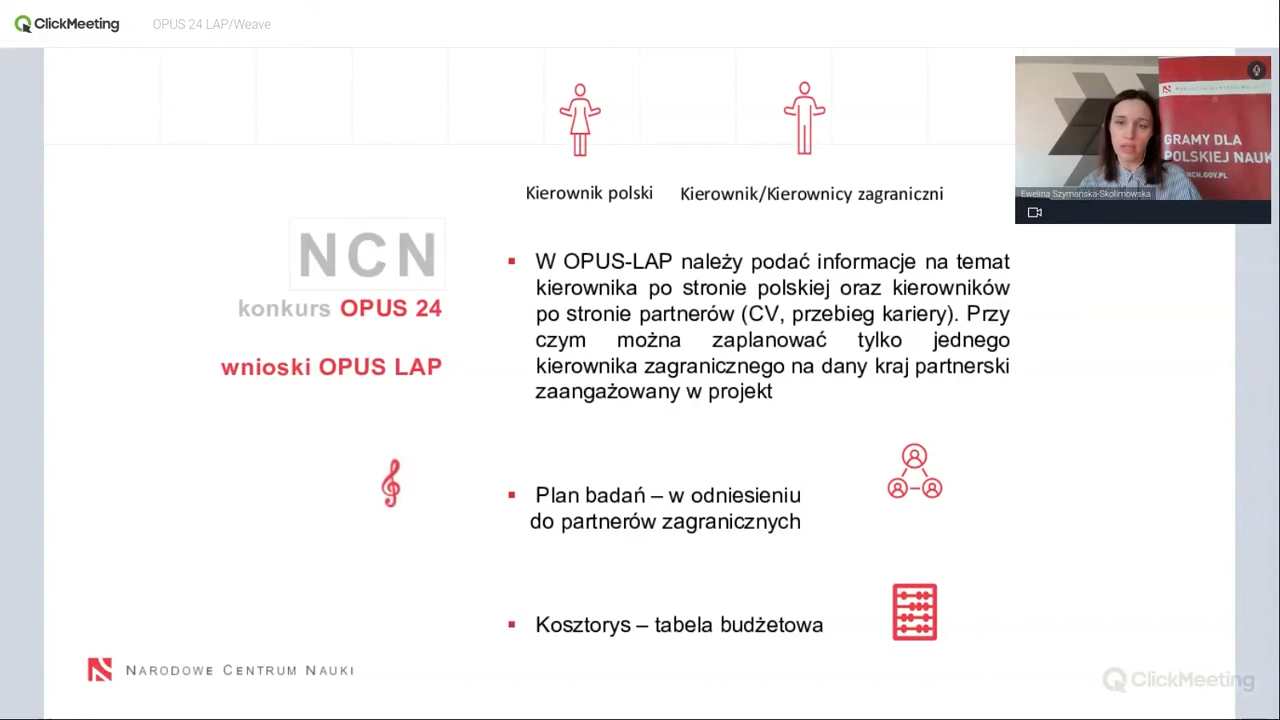 ClickMeeting
OPUS 24 LAP/Weave
NARODOWE CENTRUM NAUKI
GRAMY DLA
POLSKIEJ NAUK
NCN.GOV.PL
Ewelina Szymańska-Skolimowska
Kierownik polski
Kierownik/Kierownicy zagraniczni
NCN
konkurs OPUS 24
wnioski OPUS LAP
▪ W OPUS-LAP należy podać informacje na temat
kierownika po stronie polskiej oraz kierowników
po stronie partnerów (CV, przebieg kariery). Przy
czym można zaplanować tylko jednego
kierownika zagranicznego na dany kraj partnerski
zaangażowany w projekt
▪ Plan badań – w odniesieniu
do partnerów zagranicznych
▪ Kosztorys – tabela budżetowa
NARODOWE CENTRUM NAUKI
ClickMeeting